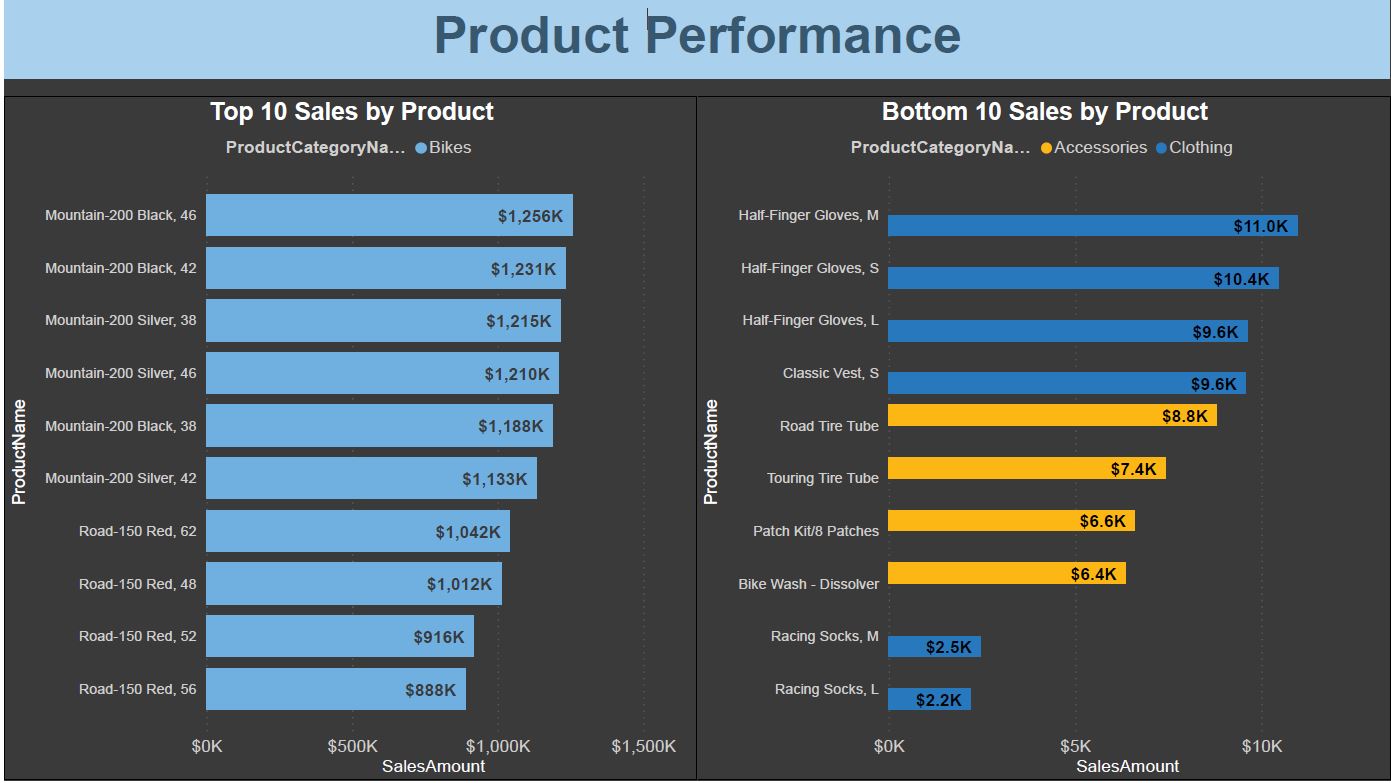 Product Performance
Top 10 Sales by Product
ProductCategoryNa... Bikes
Mountain-200 Black, 46 $1,256K
Mountain-200 Black, 42 $1,231K
Mountain-200 Silver, 38 $1,215K
Mountain-200 Silver, 46 $1,210K
Mountain-200 Black, 38 $1,188K
Mountain-200 Silver, 42 $1,133K
Road-150 Red, 62 $1,042K
Road-150 Red, 48 $1,012K
Road-150 Red, 52 $916K
Road-150 Red, 56 $888K
ProductName
$0K $500K $1,000K $1,500K
SalesAmount
Bottom 10 Sales by Product
ProductCategoryNa... Accessories Clothing
Half-Finger Gloves, M $11.0K
Half-Finger Gloves, S $10.4K
Half-Finger Gloves, L $9.6K
Classic Vest, S $9.6K
Road Tire Tube $8.8K
Touring Tire Tube $7.4K
Patch Kit/8 Patches $6.6K
Bike Wash - Dissolver $6.4K
Racing Socks, M $2.5K
Racing Socks, L $2.2K
ProductName
$0K $5K $10K
SalesAmount